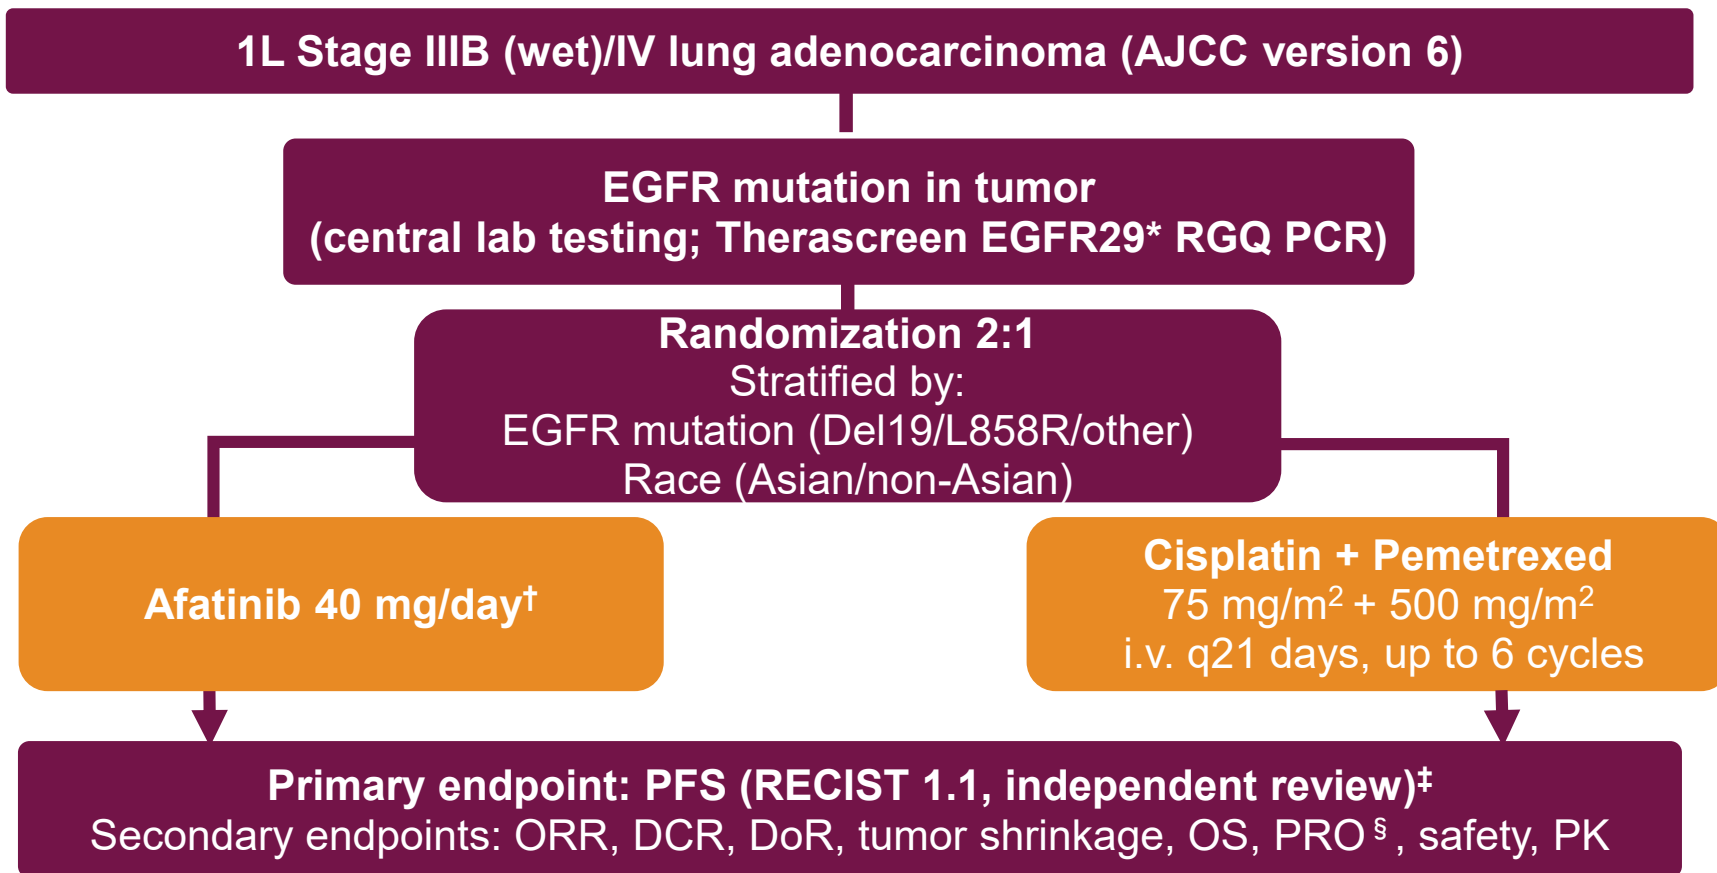 1L Stage IIIB (wet)/IV lung adenocarcinoma (AJCC version 6)
EGFR mutation in tumor
(central lab testing; Therascreen EGFR29* RGQ PCR)
Randomization 2:1
Stratified by:
EGFR mutation (Del19/L858R/other)
Race (Asian/non-Asian)
Afatinib 40 mg/day†
Cisplatin + Pemetrexed
75 mg/m² + 500 mg/m²
i.v. q21 days, up to 6 cycles
Primary endpoint: PFS (RECIST 1.1, independent review)‡
Secondary endpoints: ORR, DCR, DoR, tumor shrinkage, OS, PRO §, safety, PK